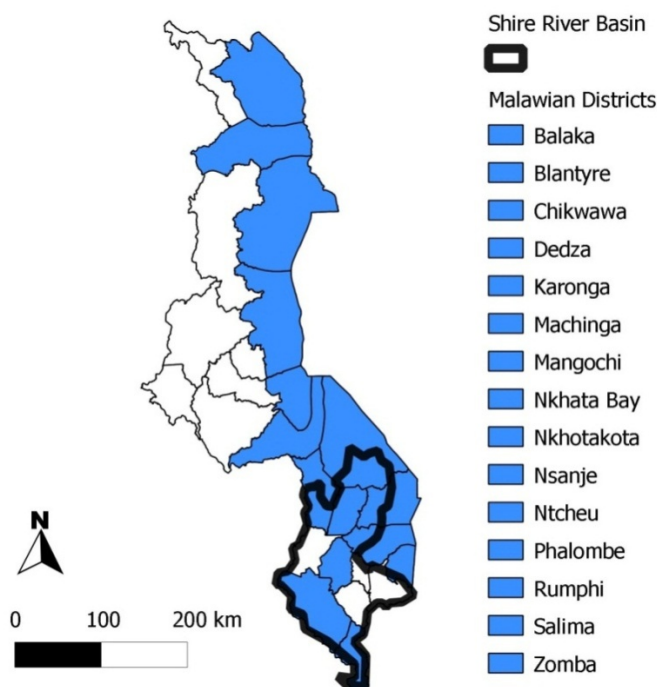 Shire River Basin
Malawian Districts
Balaka
Blantyre
Chikwawa
Dedza
Karonga
Machinga
Mangochi
Nkhata Bay
Nkhotakota
Nsanje
Ntcheu
Phalombe
Rumphi
Salima
Zomba
N
0 100 200 km